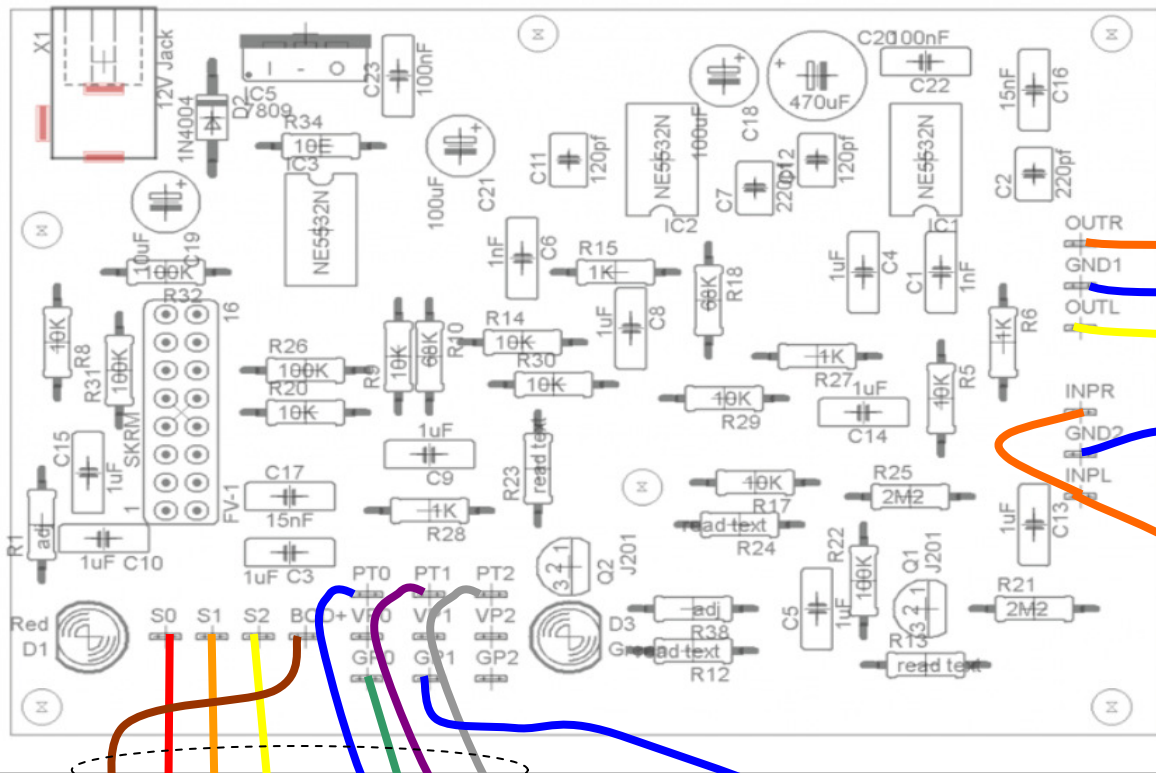 X1
12V Jack
1N4004
D2
IC5
7809
C23
100nF
R34
10E
IC3
NE5532N
100uF
C21
C19
100K
R32
C11
120pf
NE5532N
IC2
100uF
C18
470uF
C20
100nF
C22
C7
120pf
NE5532N
IC1
15nF
C16
C2
220pf
1nF
C6
R15
1K
1uF
C8
68K
R18
1uF
C4
C1
1nF
OUTR
GND1
OUTL
1K
R6
10K
R8
R31
100K
16
SKRM
1
FV-1
R26
100K
R20
10K
R9
10K
68K
R10
R14
10K
R30
10K
10K
R29
1K
R27
1uF
C14
R5
10K
INPR
GND2
INPL
C15
1uF
R1
adj
1uF C10
C17
15nF
1uF C3
1uF
C9
1K
R28
R23
read text
10K
R17
read text
R24
R25
2M2
1uF
C13
R22
100K
Q1
J201
3 2 1
R21
2M2
C5
1uF
R13
read text
Q2
J201
3 2 1
adj
R38
read text
R12
D3
Red
D1
S0
S1
S2
PT0
PT1
PT2
VP0
VP1
VP2
GP0
GP1
GP2